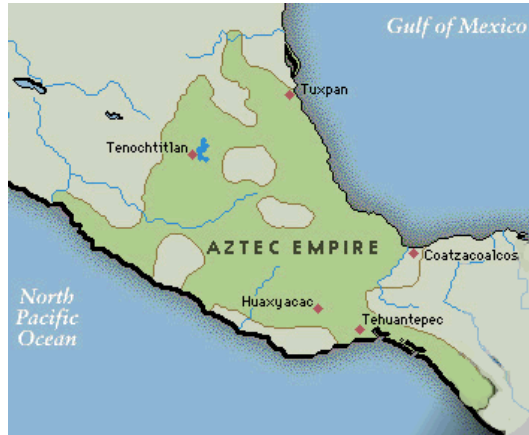 Gulf of Mexico
Tuxpan
Tenochtitlan
AZTEC EMPIRE
Coatzacoalcos
North
Pacific
Ocean
Huaxyacac
Tehuantepec